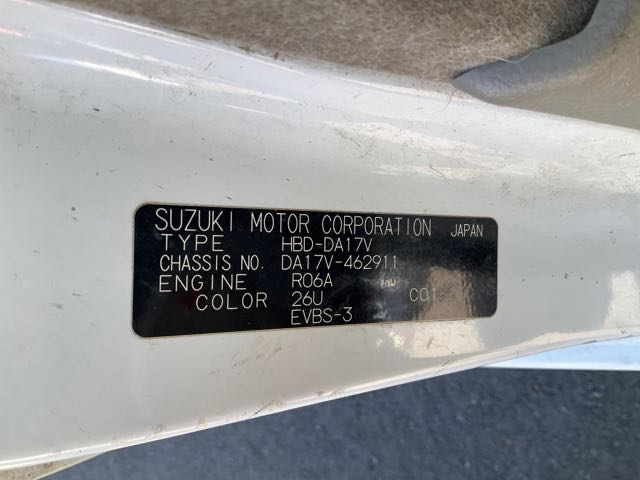 SUZUKI MOTOR CORPORATION JAPAN
TYPE HBD-DA17V
CHASSIS NO. DA17V-462911
ENGINE R06A
COLOR 26U C01
EVBS-3